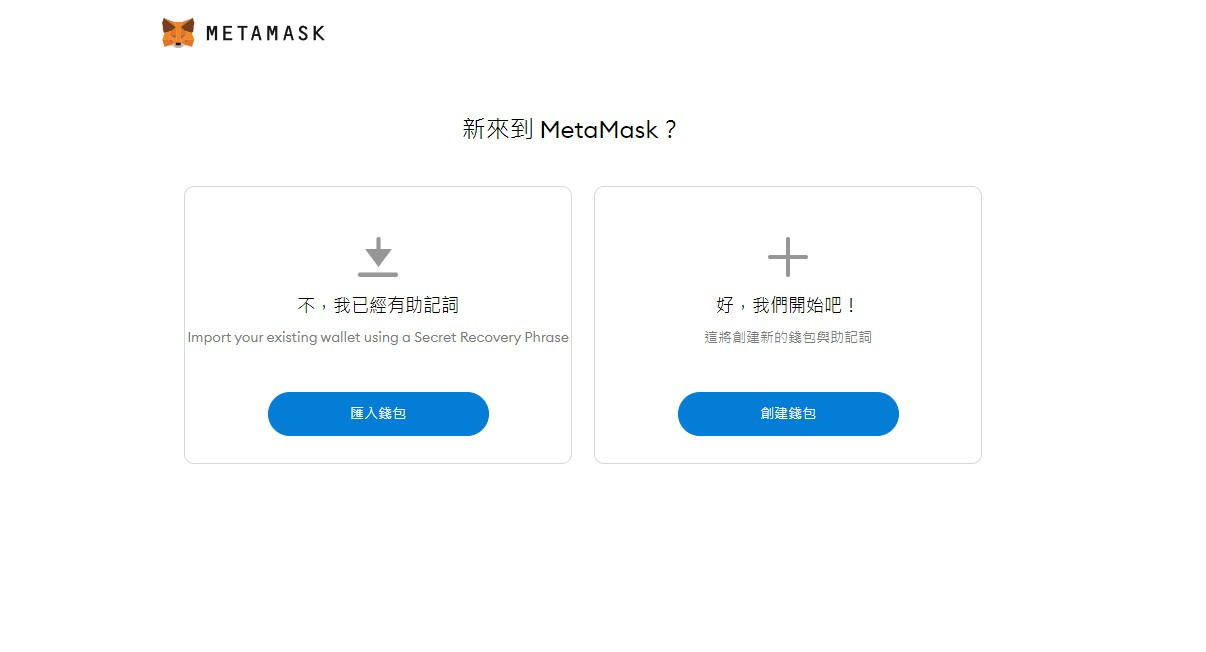 METAMASK
新來到 MetaMask？
不，我已經有助記詞
Import your existing wallet using a Secret Recovery Phrase
匯入錢包
好，我們開始吧！
這將創建新的錢包與助記詞
創建錢包